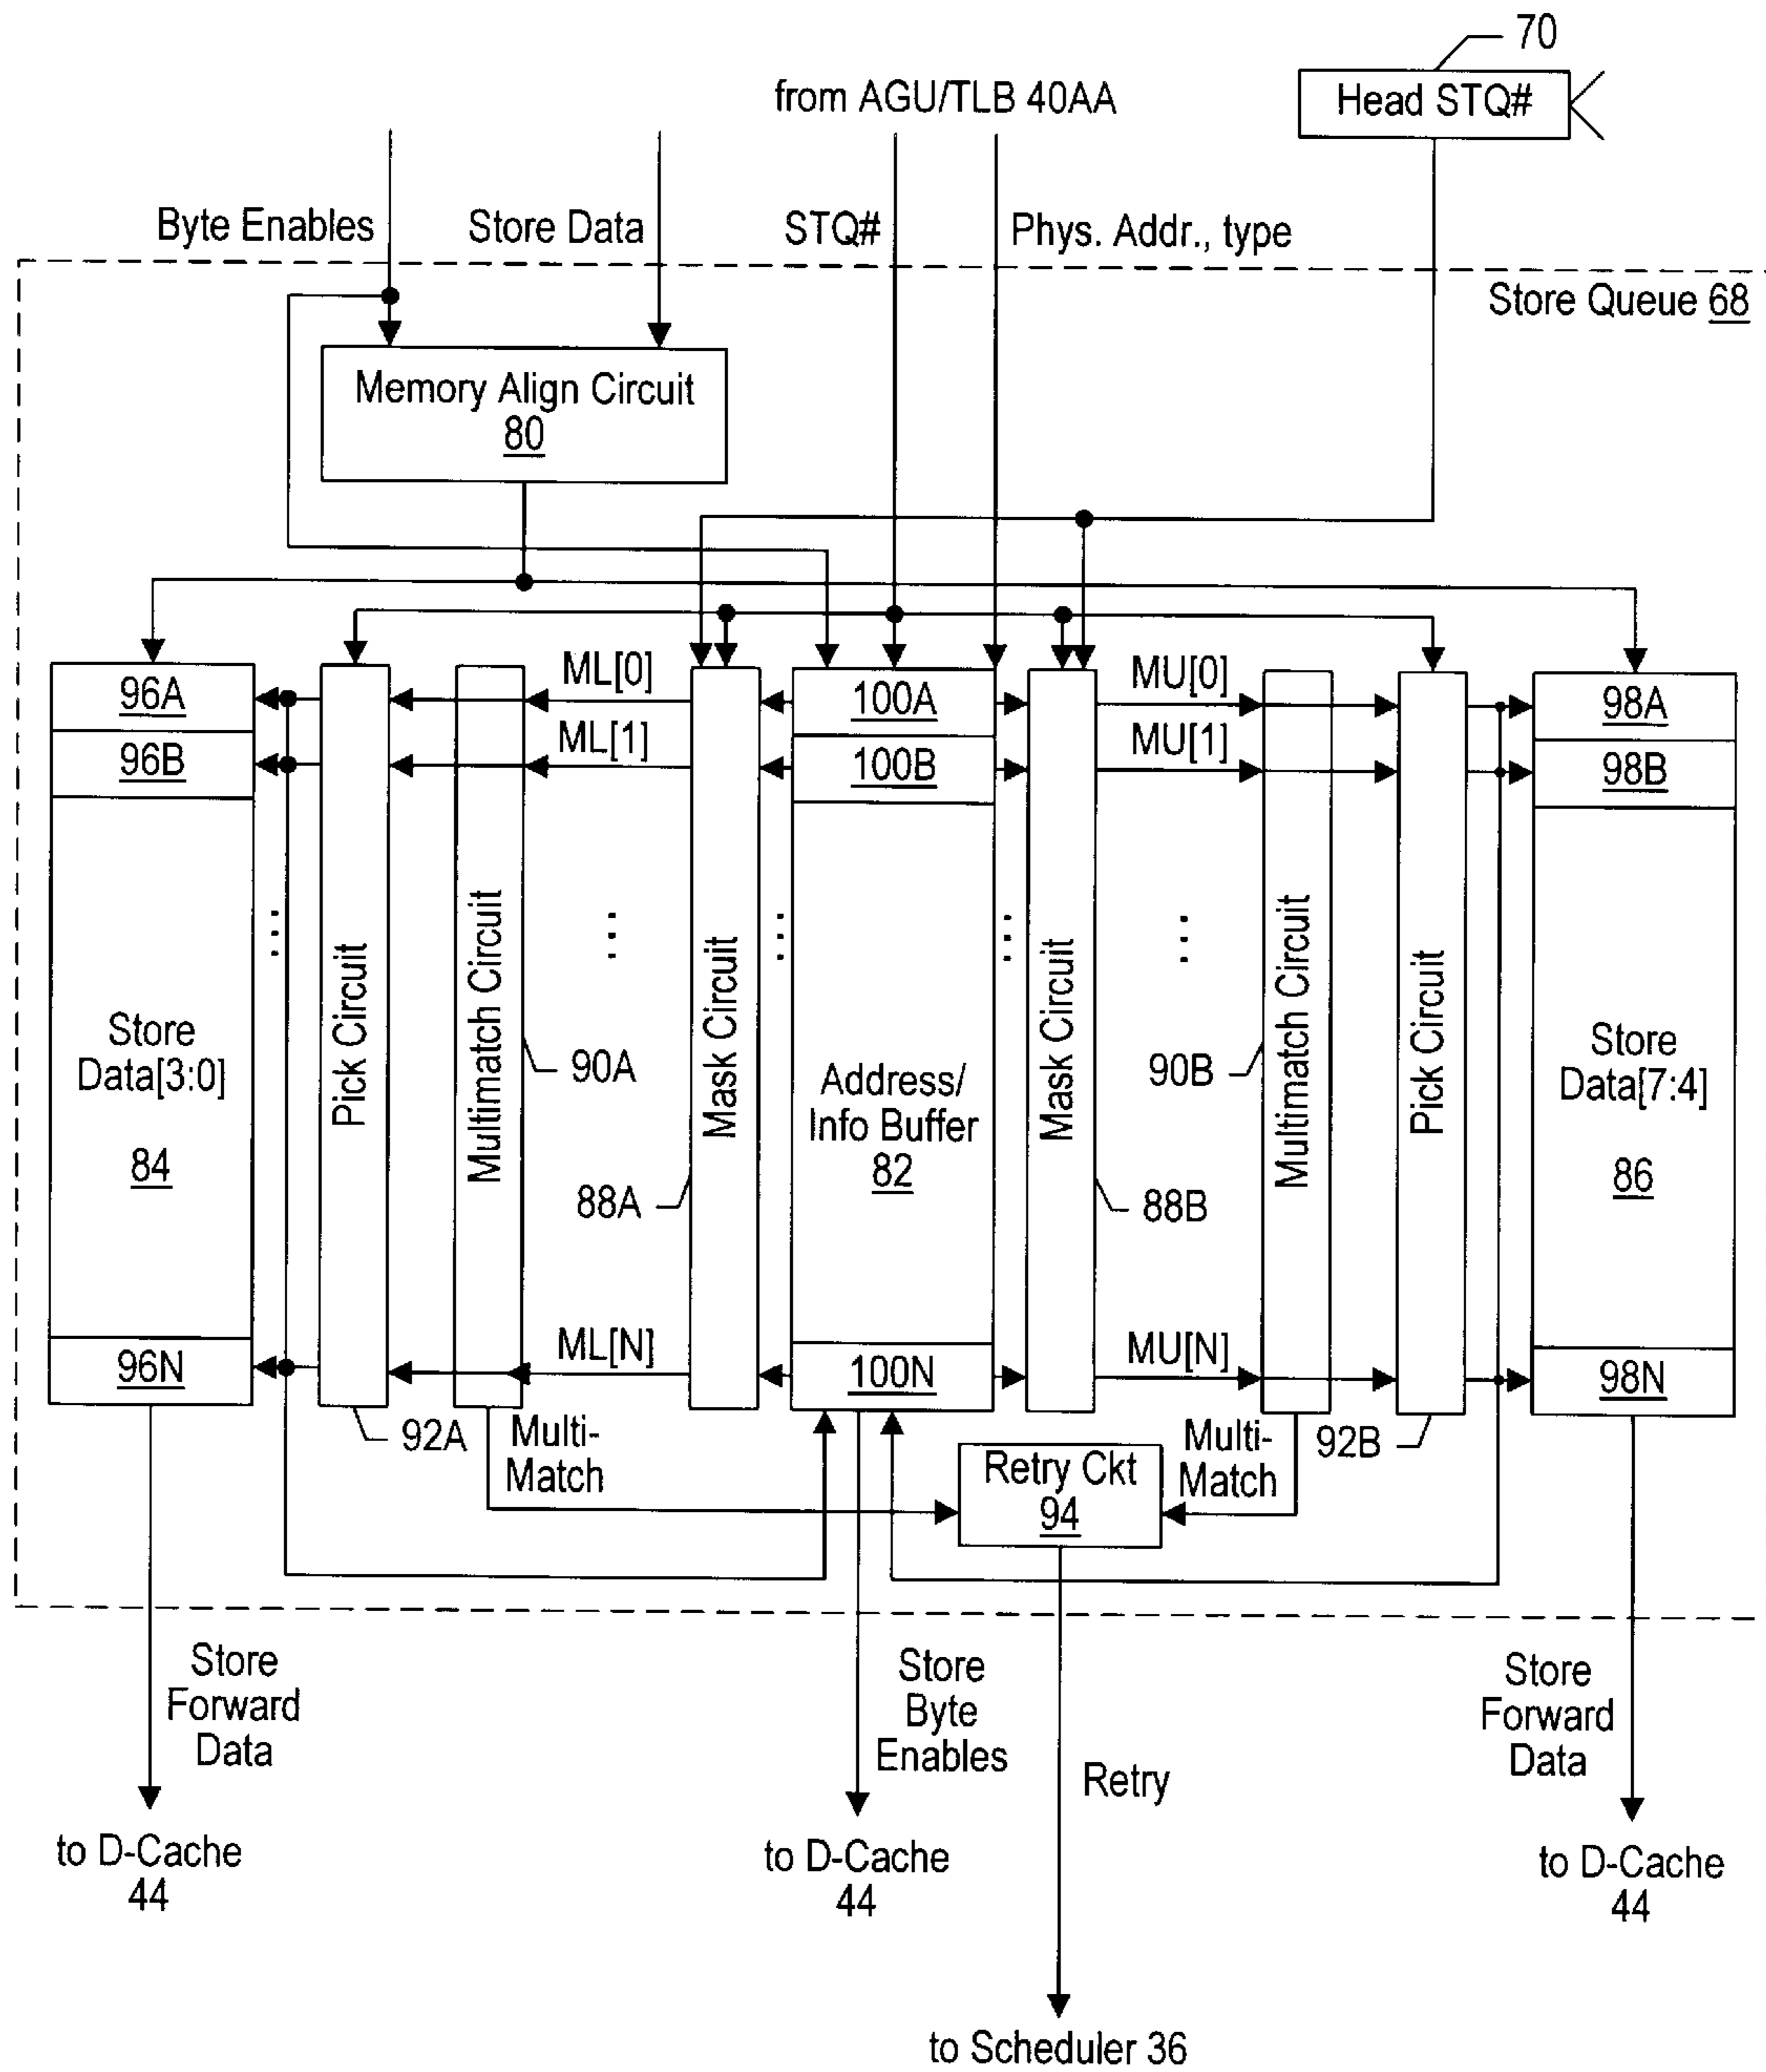 70
Head STQ#
from AGU/TLB 40AA
Byte Enables
Store Data
STQ#
Phys. Addr., type
Store Queue 68
Memory Align Circuit
80
96A
ML[0]
100A
MU[0]
98A
96B
ML[1]
100B
MU[1]
98B
...
...
...
...
...
Store
Data[3:0]
84
Pick Circuit
Multimatch Circuit
90A
Mask Circuit
88A
Address/
Info Buffer
82
Mask Circuit
88B
90B
Multimatch Circuit
Pick Circuit
Store
Data[7:4]
86
96N
ML[N]
100N
MU[N]
98N
92A
Multi-
Match
Retry Ckt
94
Multi-
Match
92B
Store
Forward
Data
Store
Byte
Enables
Retry
Store
Forward
Data
to D-Cache
44
to D-Cache
44
to D-Cache
44
to Scheduler 36